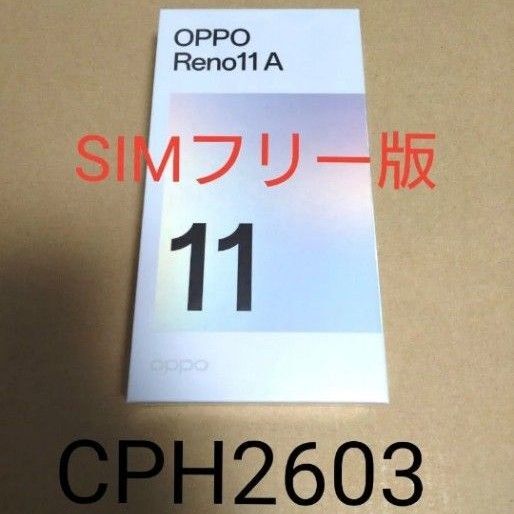 OPPO
Reno11 A
SIMフリー版
11
oppo
CPH2603